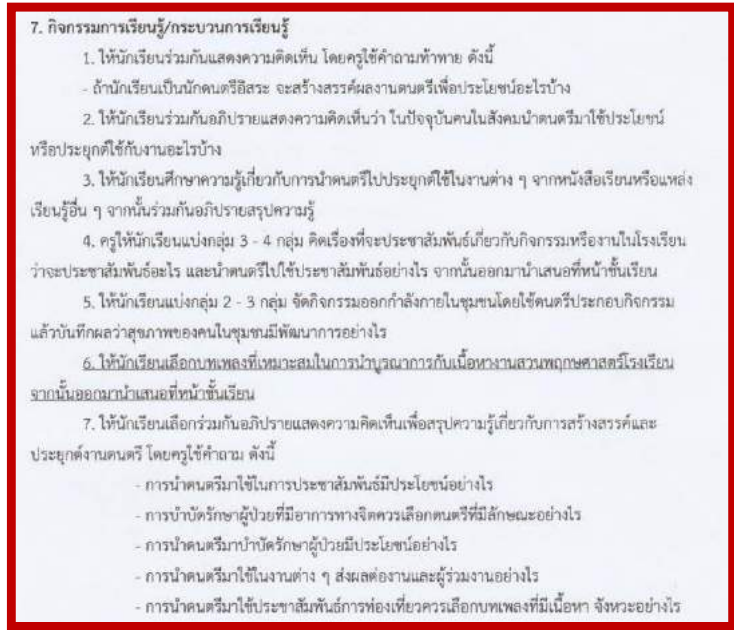 7. กิจกรรมการเรียนรู้/กระบวนการเรียนรู้
1. ให้นักเรียนร่วมกันแสดงความคิดเห็น โดยครูใช้คำถามท้าทาย ดังนี้
- ถ้านักเรียนเป็นนักดนตรีอิสระ จะสร้างสรรค์ผลงานดนตรีเพื่อประโยชน์อะไรบ้าง
2. ให้นักเรียนร่วมกันอภิปรายแสดงความคิดเห็นว่า ในปัจจุบันคนในสังคมนำดนตรีมาใช้ประโยชน์
หรือประยุกต์ใช้กับงานอะไรบ้าง
3. ให้นักเรียนศึกษาความรู้เกี่ยวกับการนำดนตรีไปประยุกต์ใช้ในงานต่าง ๆ จากหนังสือเรียนหรือแหล่ง
เรียนรู้อื่น ๆ จากนั้นร่วมกันอภิปรายสรุปความรู้
4. ครูให้นักเรียนแบ่งกลุ่ม 3 - 4 กลุ่ม คิดเรื่องที่จะประชาสัมพันธ์เกี่ยวกับกิจกรรมหรืองานในโรงเรียน
ว่าจะประชาสัมพันธ์อะไร และนำดนตรีไปใช้ประชาสัมพันธ์อย่างไร จากนั้นออกมานำเสนอที่หน้าชั้นเรียน
5. ให้นักเรียนแบ่งกลุ่ม 2 - 3 กลุ่ม จัดกิจกรรมออกกำลังกายในชุมชนโดยใช้ดนตรีประกอบกิจกรรม
แล้วบันทึกผลว่าสุขภาพของคนในชุมชนมีพัฒนาการอย่างไร
6. ให้นักเรียนเลือกบทเพลงที่เหมาะสมในการนำบูรณาการกับเนื้อหางานสวนพฤกษศาสตร์โรงเรียน
จากนั้นออกมานำเสนอที่หน้าชั้นเรียน
7. ให้นักเรียนเลือกร่วมกันอภิปรายแสดงความคิดเห็นเพื่อสรุปความรู้เกี่ยวกับการสร้างสรรค์และ
ประยุกต์งานดนตรี โดยครูใช้คำถาม ดังนี้
- การนำดนตรีมาใช้ในการประชาสัมพันธ์มีประโยชน์อย่างไร
- การบำบัดรักษาผู้ป่วยที่มีอาการทางจิตควรเลือกดนตรีที่มีลักษณะอย่างไร
- การนำดนตรีมาบำบัดรักษาผู้ป่วยมีประโยชน์อย่างไร
- การนำดนตรีมาใช้ในงานต่าง ๆ ส่งผลต่องานและผู้ร่วมงานอย่างไร
- การนำดนตรีมาใช้ประชาสัมพันธ์การท่องเที่ยวควรเลือกบทเพลงที่มีเนื้อหา จังหวะอย่างไร